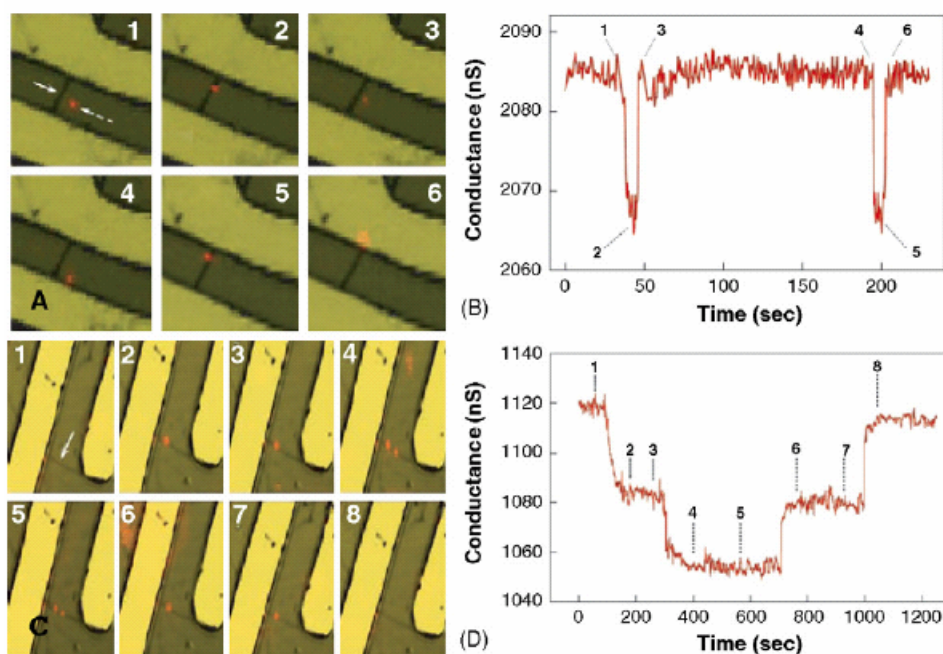 1 2 3
4 5 6
A
2090
2080
2070
2060
0 50 100 150 200
1 3 4 6
2 5
Conductance (nS)
Time (sec)
(B)
1 2 3 4
5 6 7 8
C
1140
1120
1100
1080
1060
1040
0 200 400 600 800 1000 1200
1 8
2 3 6 7
4 5
Conductance (nS)
Time (sec)
(D)